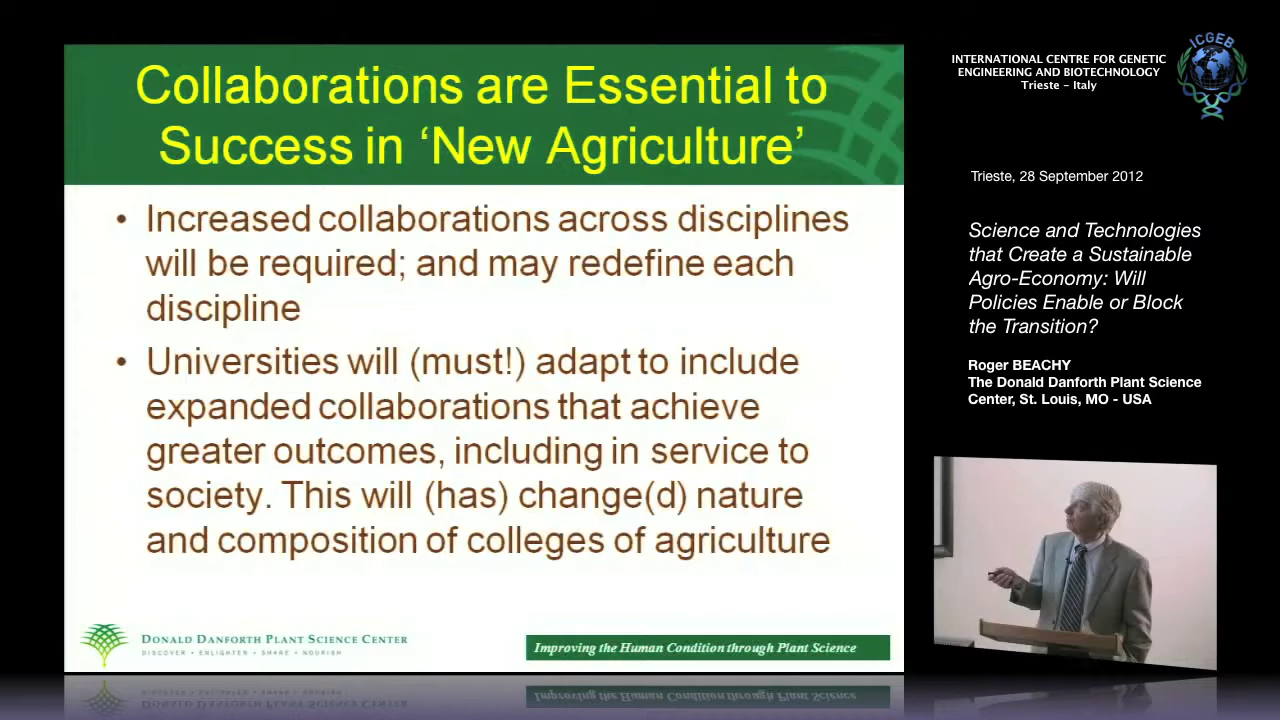 Collaborations are Essential to
Success in ‘New Agriculture’
• Increased collaborations across disciplines
will be required; and may redefine each
discipline
• Universities will (must!) adapt to include
expanded collaborations that achieve
greater outcomes, including in service to
society. This will (has) change(d) nature
and composition of colleges of agriculture
DONALD DANFORTH PLANT SCIENCE CENTER
DISCOVER • ENLIGHTEN • SHARE • NOURISH
Improving the Human Condition through Plant Science
INTERNATIONAL CENTRE FOR GENETIC
ENGINEERING AND BIOTECHNOLOGY
Trieste - Italy
ICGEB
Trieste, 28 September 2012
Science and Technologies
that Create a Sustainable
Agro-Economy: Will
Policies Enable or Block
the Transition?
Roger BEACHY
The Donald Danforth Plant Science
Center, St. Louis, MO - USA